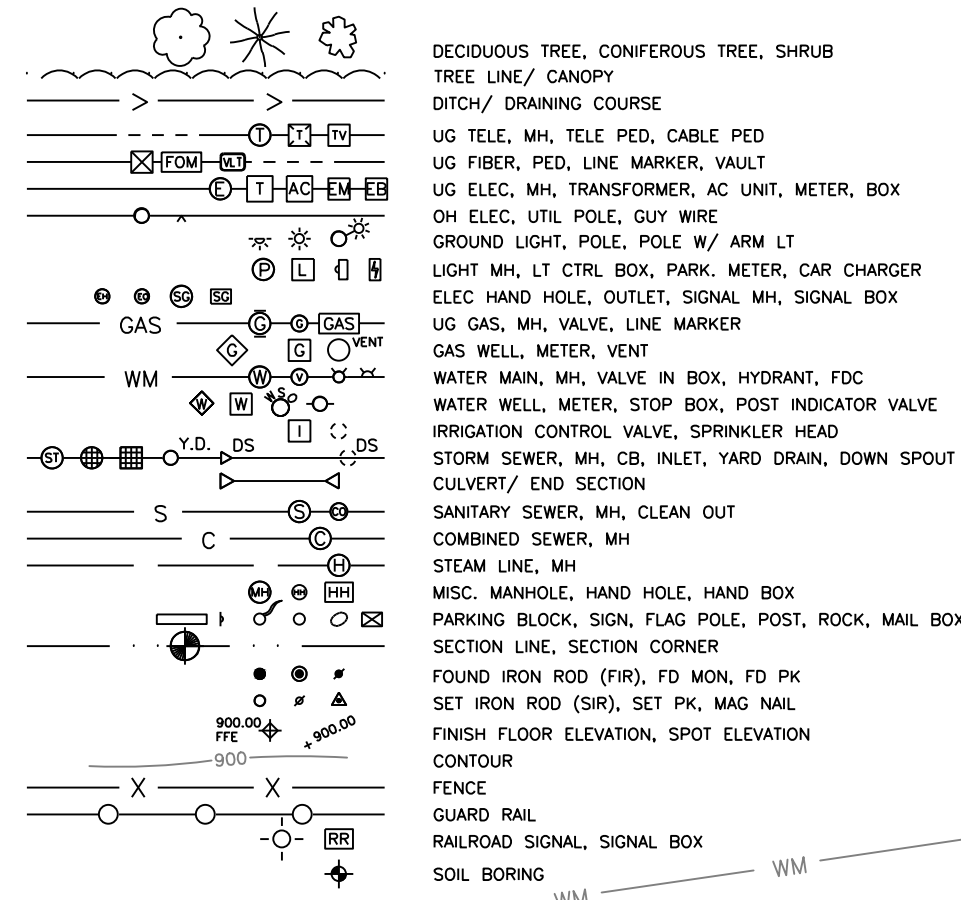 DECIDUOUS TREE, CONIFEROUS TREE, SHRUB
TREE LINE/ CANOPY
> > DITCH/ DRAINING COURSE
T T TV UG TELE, MH, TELE PED, CABLE PED
FOM VLT UG FIBER, PED, LINE MARKER, VAULT
E T AC EM EB UG ELEC, MH, TRANSFORMER, AC UNIT, METER, BOX
OH ELEC, UTIL POLE, GUY WIRE
GROUND LIGHT, POLE, POLE W/ ARM LT
P L LIGHT MH, LT CTRL BOX, PARK. METER, CAR CHARGER
EH EO SG SG ELEC HAND HOLE, OUTLET, SIGNAL MH, SIGNAL BOX
GAS G G GAS UG GAS, MH, VALVE, LINE MARKER
G G VENT GAS WELL, METER, VENT
WM W V WATER MAIN, MH, VALVE IN BOX, HYDRANT, FDC
W W WSO WATER WELL, METER, STOP BOX, POST INDICATOR VALVE
I IRRIGATION CONTROL VALVE, SPRINKLER HEAD
ST Y.D. DS DS STORM SEWER, MH, CB, INLET, YARD DRAIN, DOWN SPOUT
CULVERT/ END SECTION
S S CO SANITARY SEWER, MH, CLEAN OUT
C C COMBINED SEWER, MH
H STEAM LINE, MH
MH HH HH MISC. MANHOLE, HAND HOLE, HAND BOX
PARKING BLOCK, SIGN, FLAG POLE, POST, ROCK, MAIL BOX
SECTION LINE, SECTION CORNER
FOUND IRON ROD (FIR), FD MON, FD PK
SET IRON ROD (SIR), SET PK, MAG NAIL
900.00 FFE +900.00 FINISH FLOOR ELEVATION, SPOT ELEVATION
900 CONTOUR
X X FENCE
GUARD RAIL
RR RAILROAD SIGNAL, SIGNAL BOX
SOIL BORING
WM WM